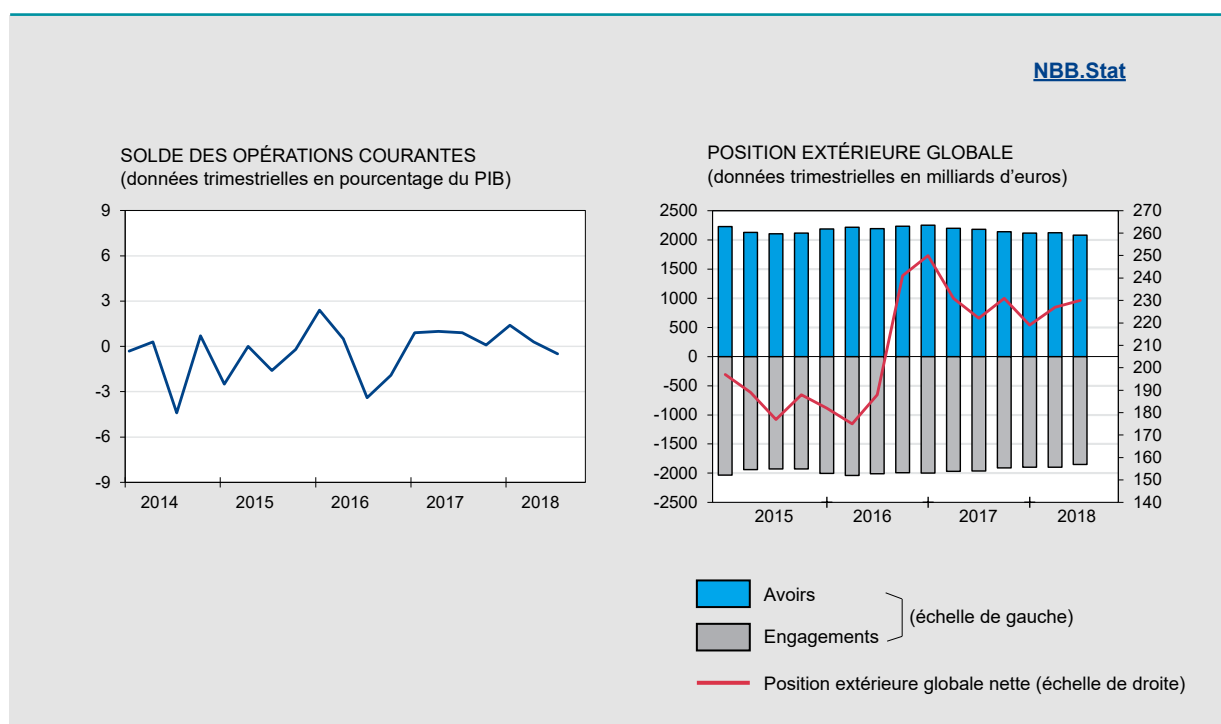 NBB.Stat
SOLDE DES OPÉRATIONS COURANTES
(données trimestrielles en pourcentage du PIB)
9
6
3
0
-3
-6
-9
2014 2015 2016 2017 2018
POSITION EXTÉRIEURE GLOBALE
(données trimestrielles en milliards d’euros)
2500
2000
1500
1000
500
0
-500
-1000
-1500
-2000
-2500
270
260
250
240
230
220
210
200
190
180
170
160
150
140
2015 2016 2017 2018
Avoirs
(échelle de gauche)
Engagements
Position extérieure globale nette (échelle de droite)